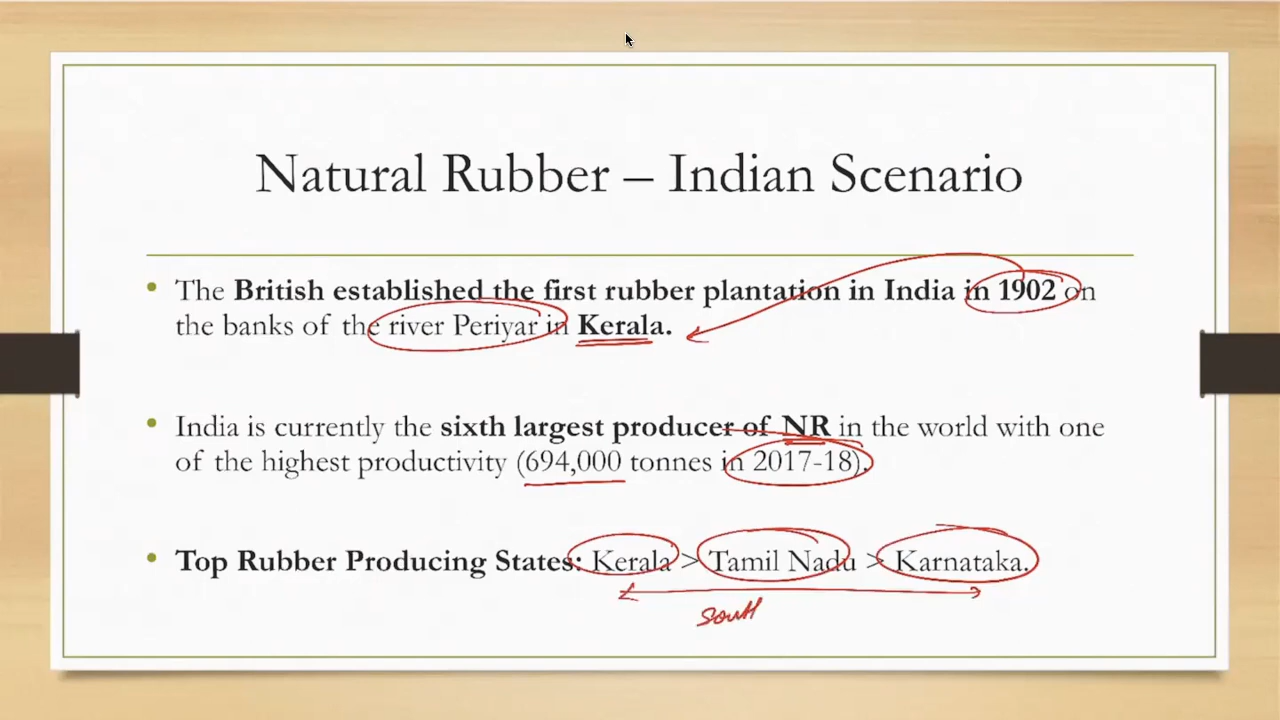 Natural Rubber – Indian Scenario
• The British established the first rubber plantation in India in 1902 on
the banks of the river Periyar in Kerala.
• India is currently the sixth largest producer of NR in the world with one
of the highest productivity (694,000 tonnes in 2017-18).
• Top Rubber Producing States: Kerala > Tamil Nadu > Karnataka.
South